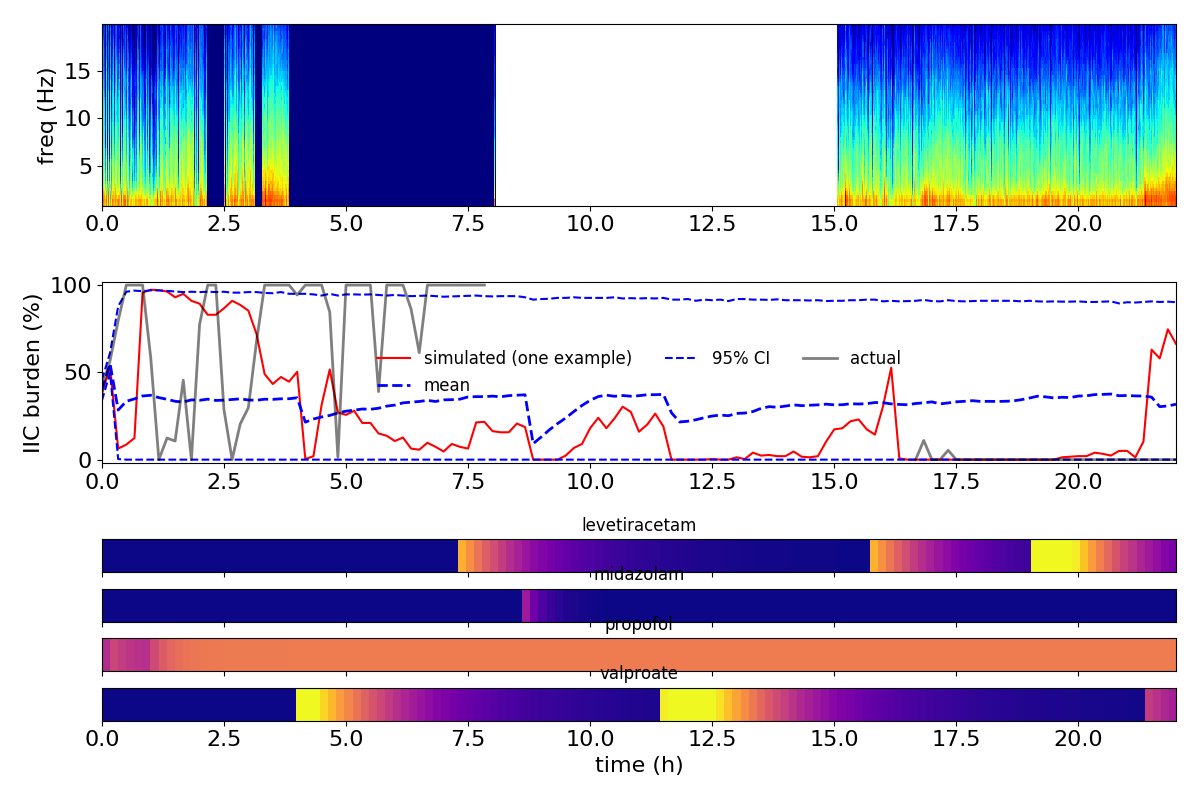 freq (Hz)
15
10
5
0.0 2.5 5.0 7.5 10.0 12.5 15.0 17.5 20.0
IIC burden (%)
100
50
0
simulated (one example) 95% CI actual
mean
0.0 2.5 5.0 7.5 10.0 12.5 15.0 17.5 20.0
levetiracetam
midazolam
propofol
valproate
0.0 2.5 5.0 7.5 10.0 12.5 15.0 17.5 20.0
time (h)